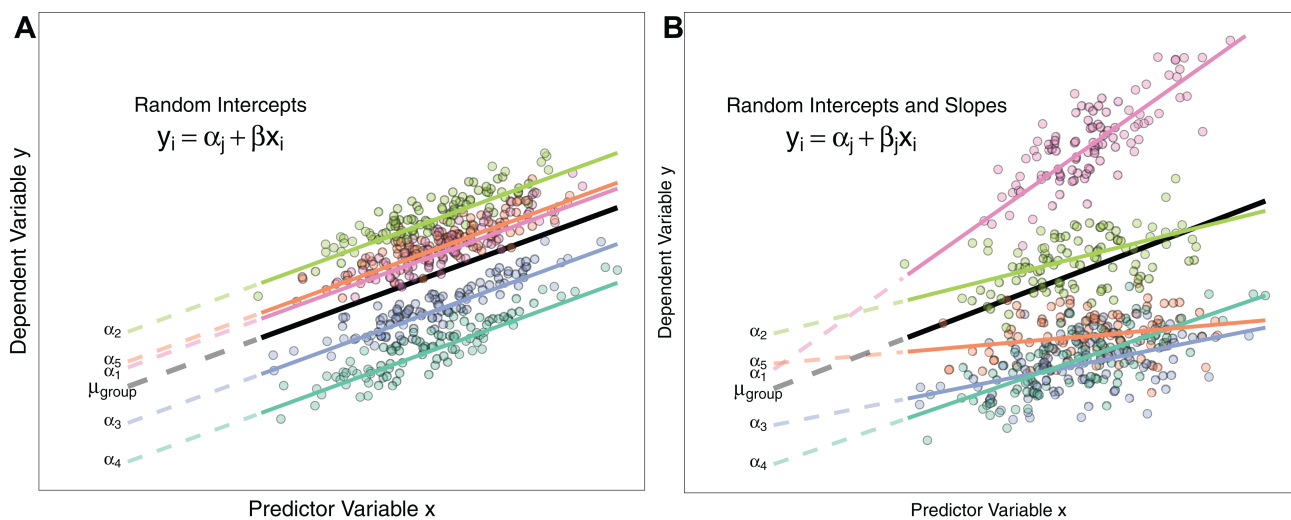 A
Random Intercepts
yᵢ = αⱼ + βxᵢ
Dependent Variable y
α₂
α₅
α₁
μgroup
α₃
α₄
Predictor Variable x
B
Random Intercepts and Slopes
yᵢ = αⱼ + βⱼxᵢ
Dependent Variable y
α₂
α₅
α₁
μgroup
α₃
α₄
Predictor Variable x